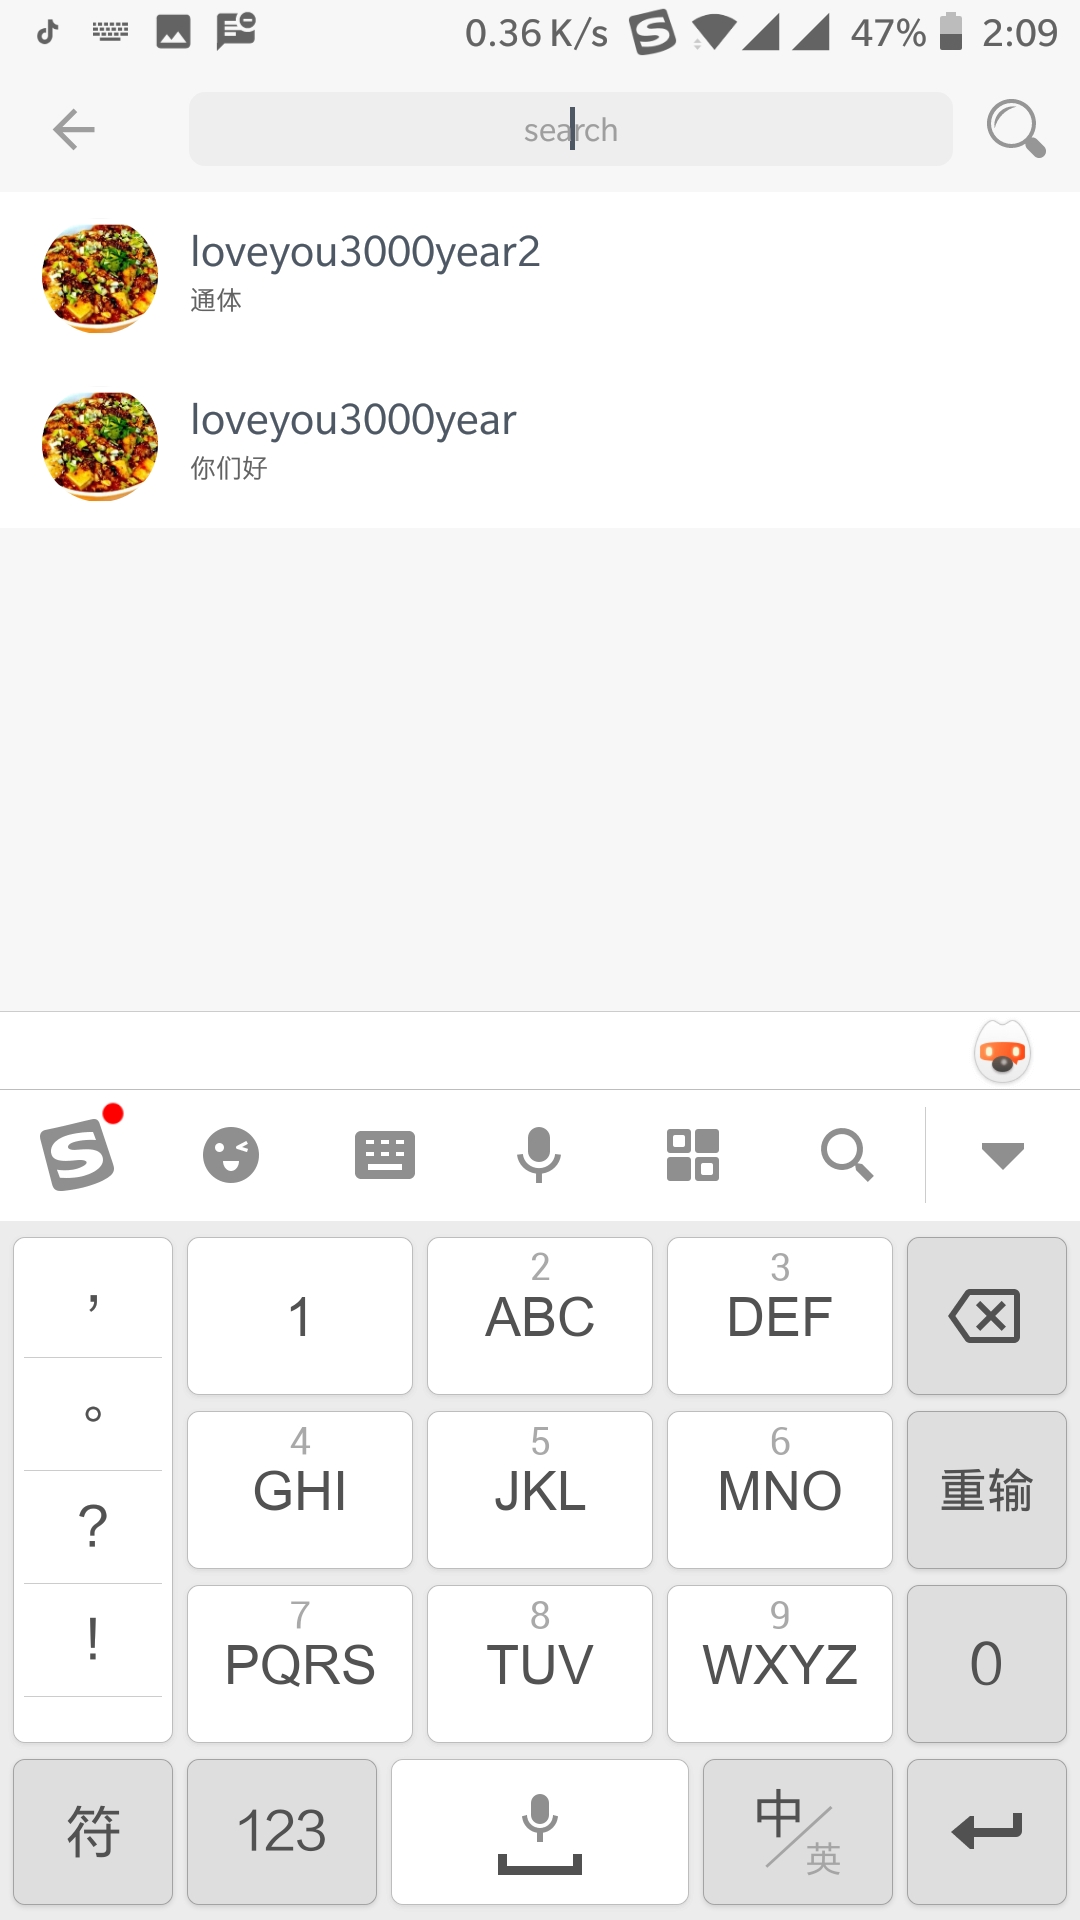 0.36 K/s 47% 2:09
search
loveyou3000year2
通体
loveyou3000year
你们好
, 1 2 ABC 3 DEF
。 4 GHI 5 JKL 6 MNO 重输
?
! 7 PQRS 8 TUV 9 WXYZ 0
符 123 中/英